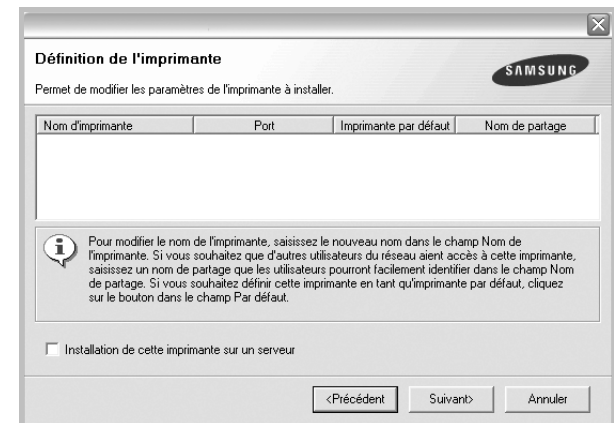 Définition de l'imprimante
SAMSUNG
Permet de modifier les paramètres de l'imprimante à installer.
Nom d'imprimante Port Imprimante par défaut Nom de partage
Pour modifier le nom de l'imprimante, saisissez le nouveau nom dans le champ Nom de
l'imprimante. Si vous souhaitez que d'autres utilisateurs du réseau aient accès à cette imprimante,
saisissez un nom de partage que les utilisateurs pourront facilement identifier dans le champ Nom
de partage. Si vous souhaitez définir cette imprimante en tant qu'imprimante par défaut, cliquez
sur le bouton dans le champ Par défaut.
Installation de cette imprimante sur un serveur
<Précédent Suivant> Annuler